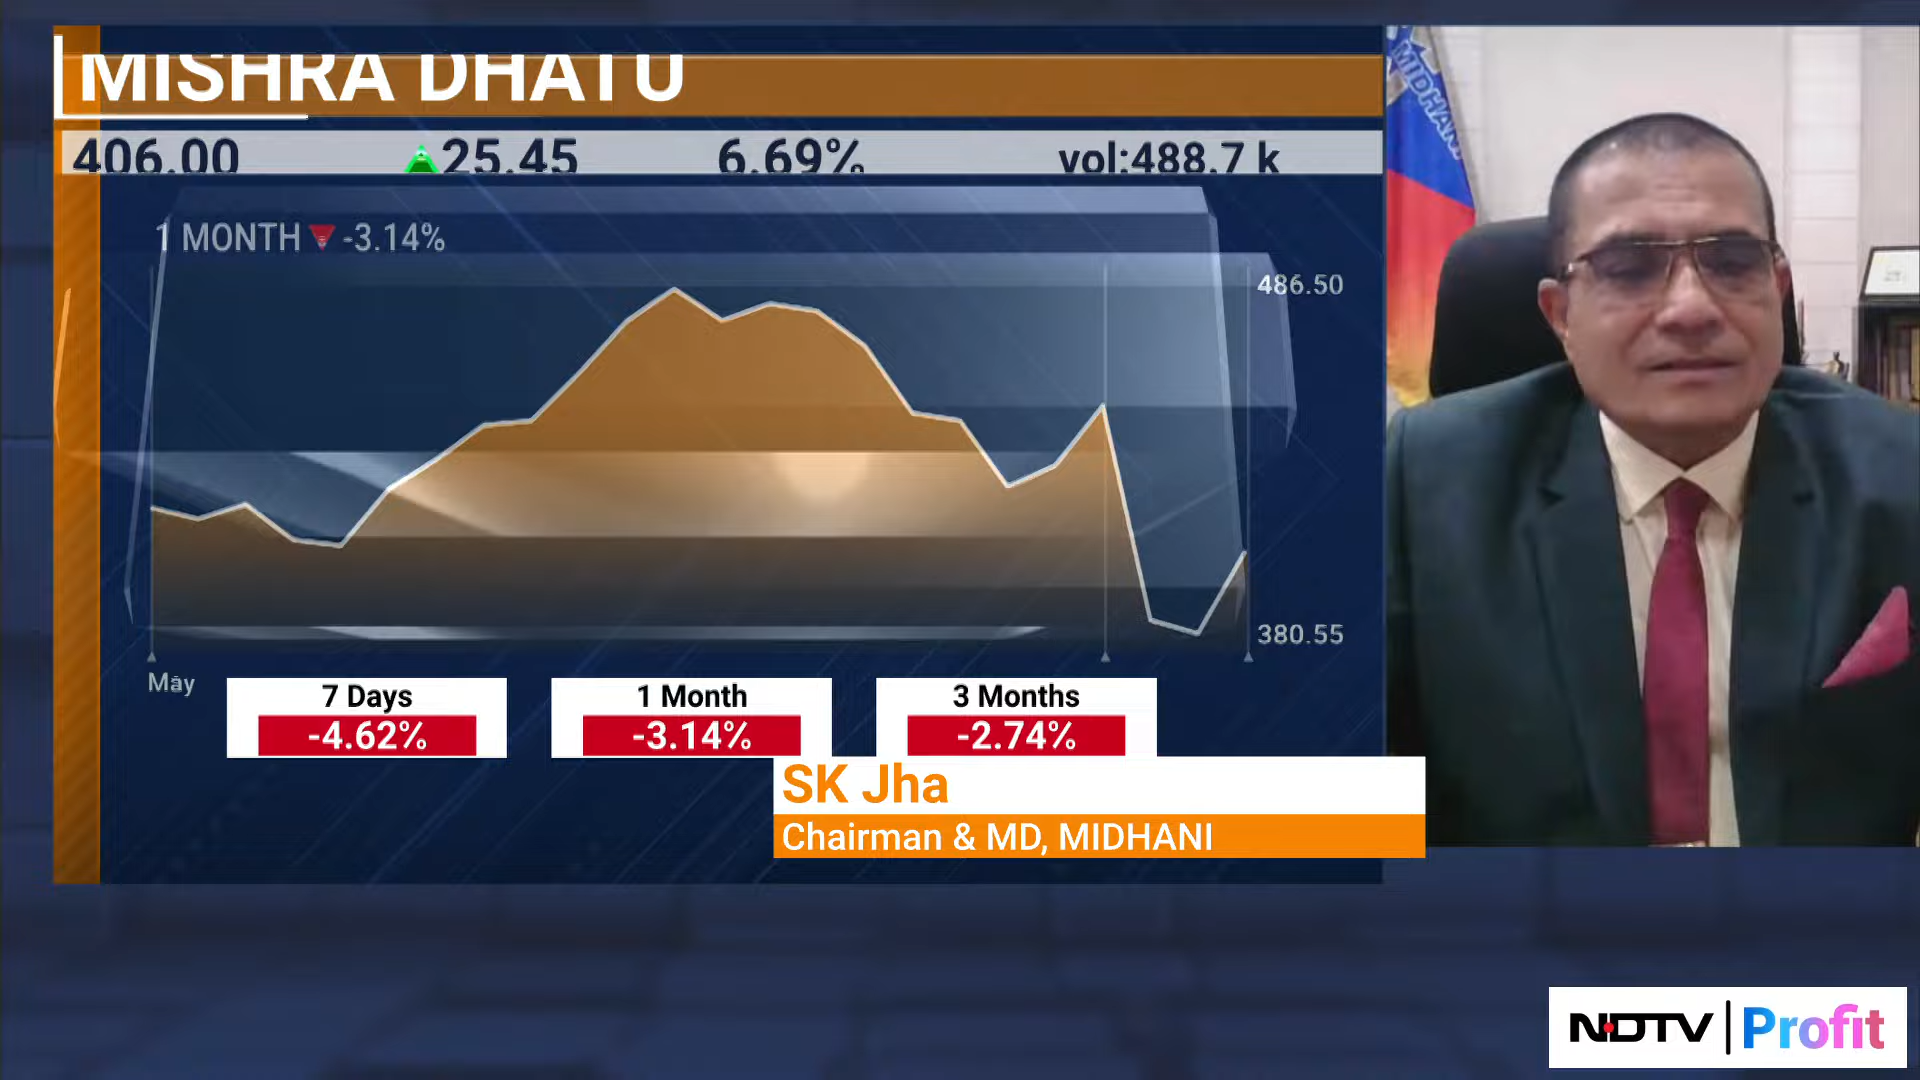 MISHRA DHATU
406.00 25.45 6.69% vol:488.7 k
1 MONTH -3.14%
486.50
380.55
May
7 Days 1 Month 3 Months
-4.62% -3.14% -2.74%
SK Jha
Chairman & MD, MIDHANI
MIDHANI
NDTV | Profit